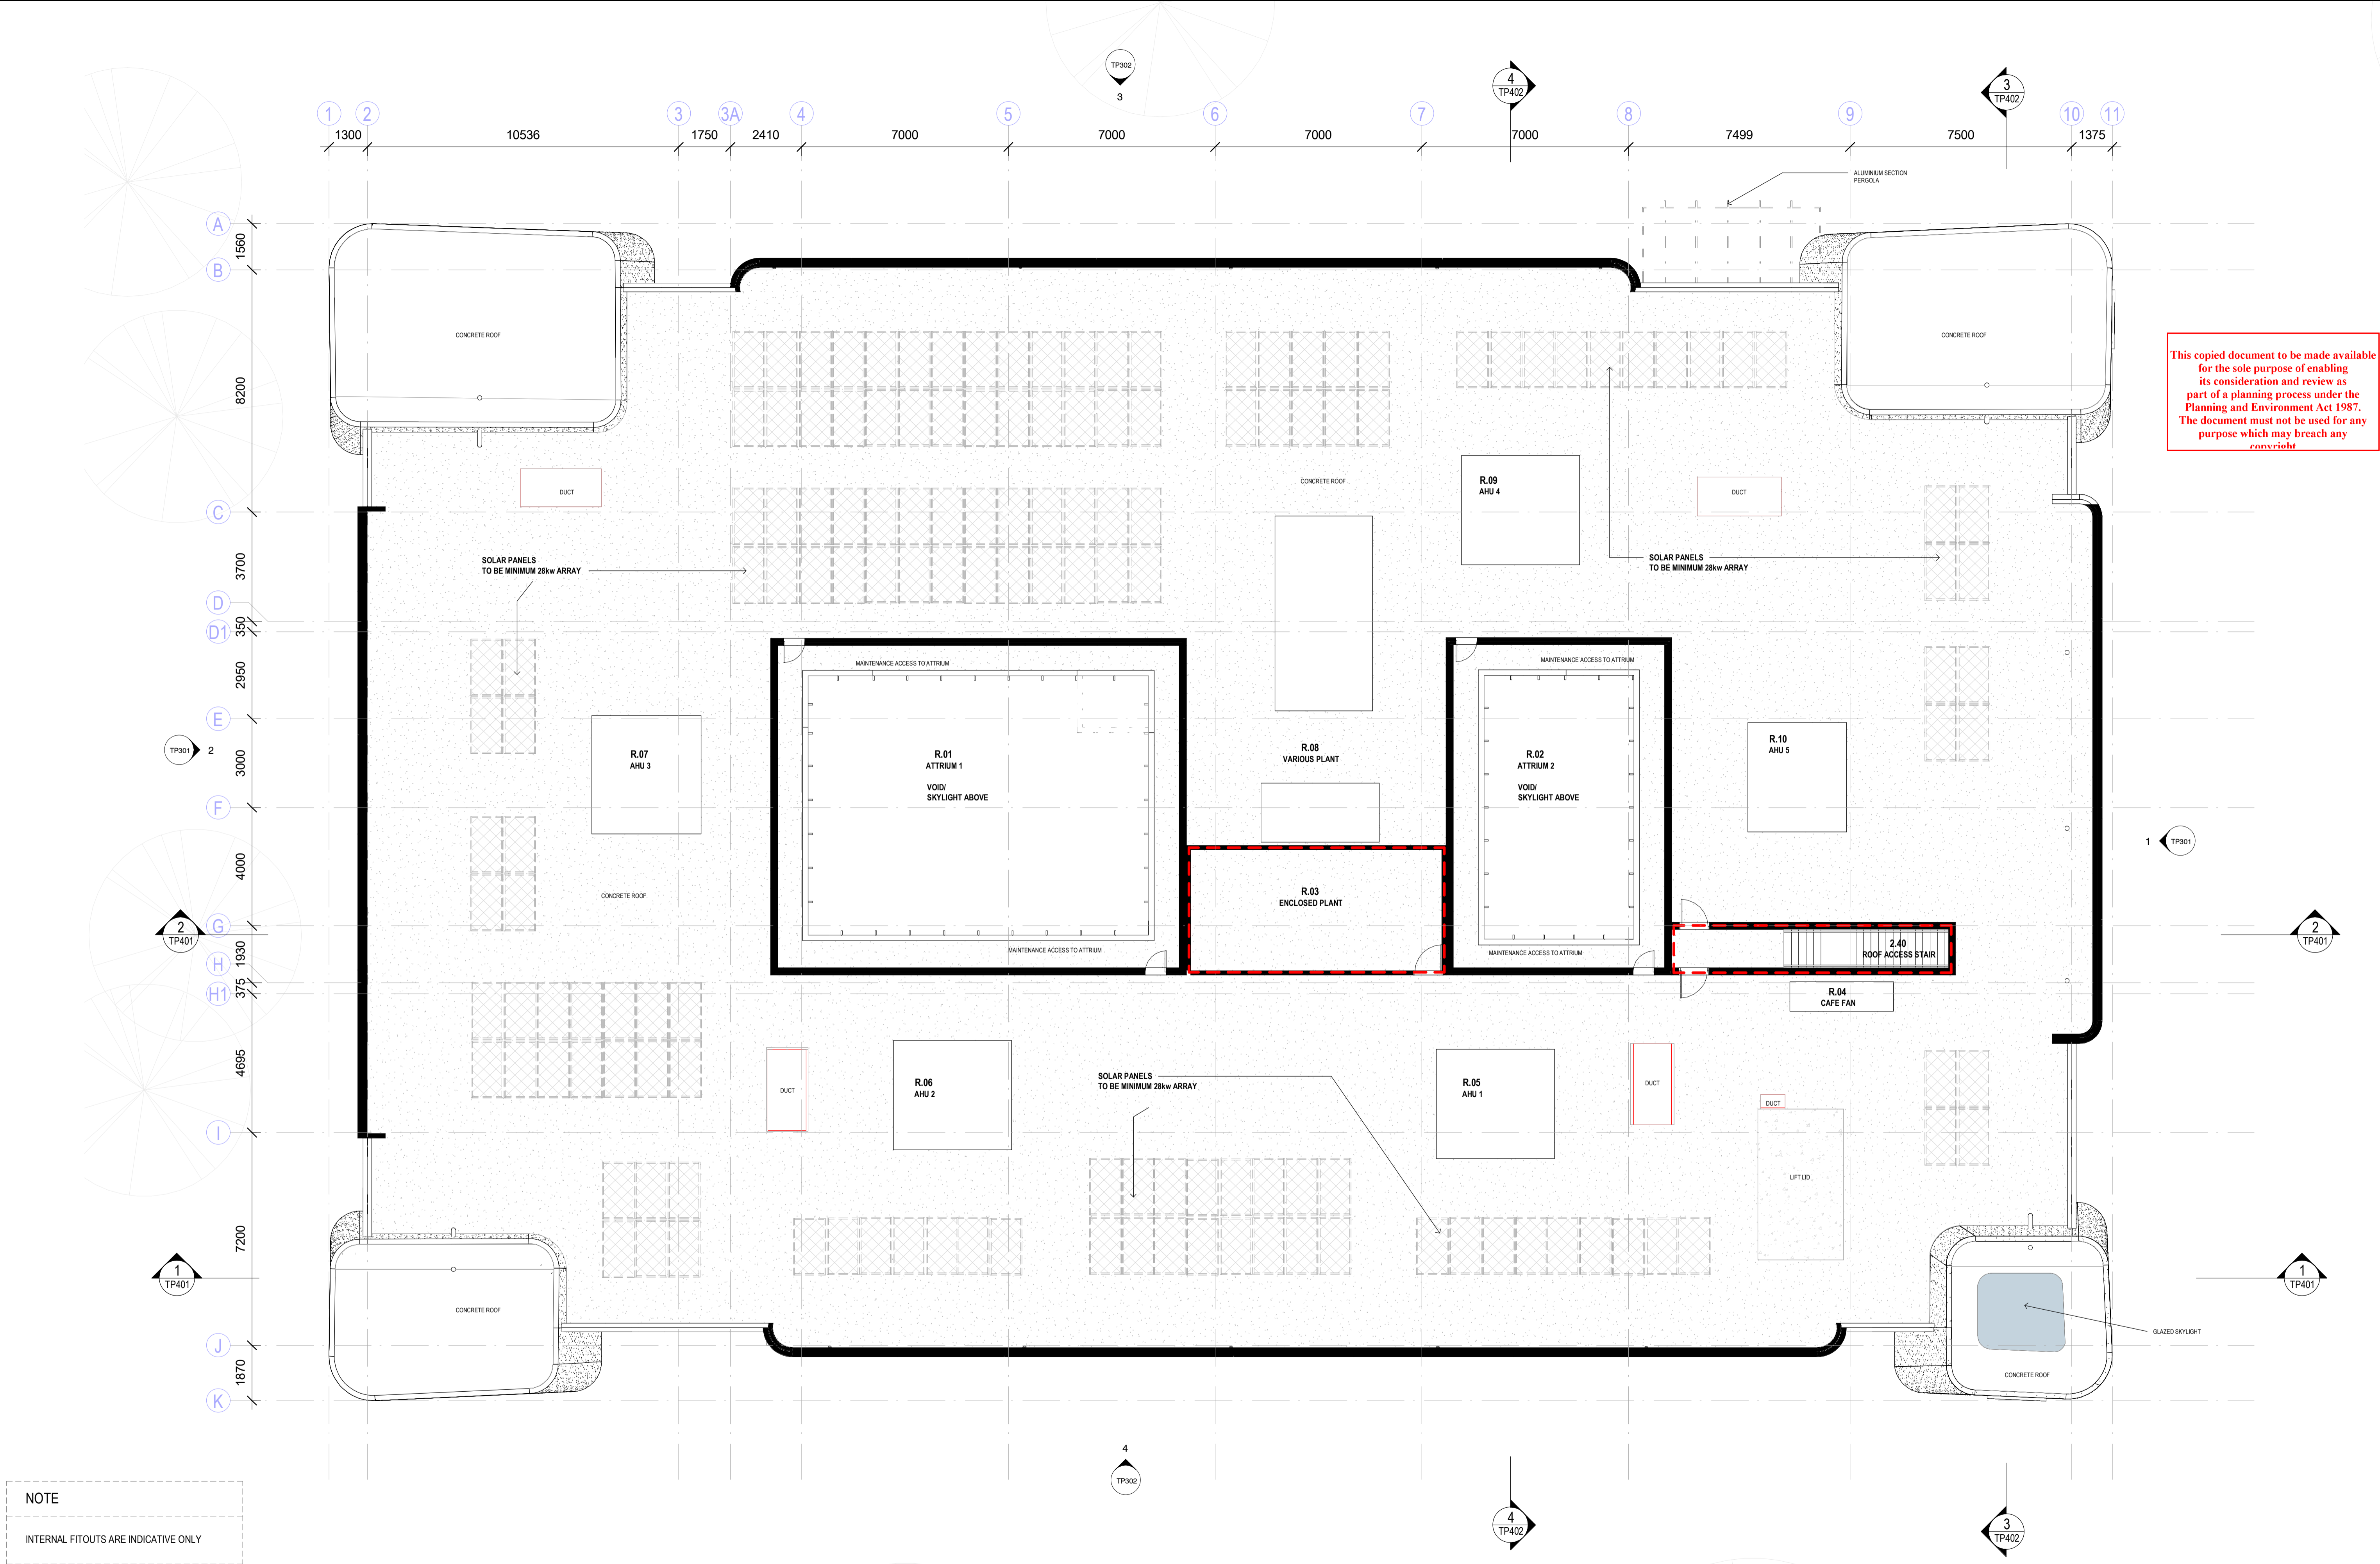 TP302
3
4
TP402
3
TP402
1
2
3
3A
4
5
6
7
8
9
10
11
1300
10536
1750
2410
7000
7000
7000
7000
7499
7500
1375
ALUMINIUM SECTION
PERGOLA
A
1560
B
8200
C
3700
D
350
D1
2950
E
3000
F
4000
G
1930
H
375
H1
4695
I
7200
J
1870
K
CONCRETE ROOF
CONCRETE ROOF
This copied document to be made available
for the sole purpose of enabling
its consideration and review as
part of a planning process under the
Planning and Environment Act 1987.
The document must not be used for any
purpose which may breach any
copyright
DUCT
CONCRETE ROOF
R.09
AHU 4
DUCT
SOLAR PANELS
TO BE MINIMUM 28kw ARRAY
SOLAR PANELS
TO BE MINIMUM 28kw ARRAY
MAINTENANCE ACCESS TO ATTRIUM
MAINTENANCE ACCESS TO ATTRIUM
TP301
2
R.07
AHU 3
R.01
ATTRIUM 1
VOID/
SKYLIGHT ABOVE
R.08
VARIOUS PLANT
R.02
ATTRIUM 2
VOID/
SKYLIGHT ABOVE
R.10
AHU 5
1
TP301
CONCRETE ROOF
R.03
ENCLOSED PLANT
2
TP401
2
TP401
MAINTENANCE ACCESS TO ATTRIUM
MAINTENANCE ACCESS TO ATTRIUM
2.40
ROOF ACCESS STAIR
R.04
CAFE FAN
DUCT
R.06
AHU 2
SOLAR PANELS
TO BE MINIMUM 28kw ARRAY
R.05
AHU 1
DUCT
DUCT
LIFT LID
1
TP401
1
TP401
CONCRETE ROOF
GLAZED SKYLIGHT
CONCRETE ROOF
4
TP302
4
TP402
3
TP402
NOTE
INTERNAL FITOUTS ARE INDICATIVE ONLY